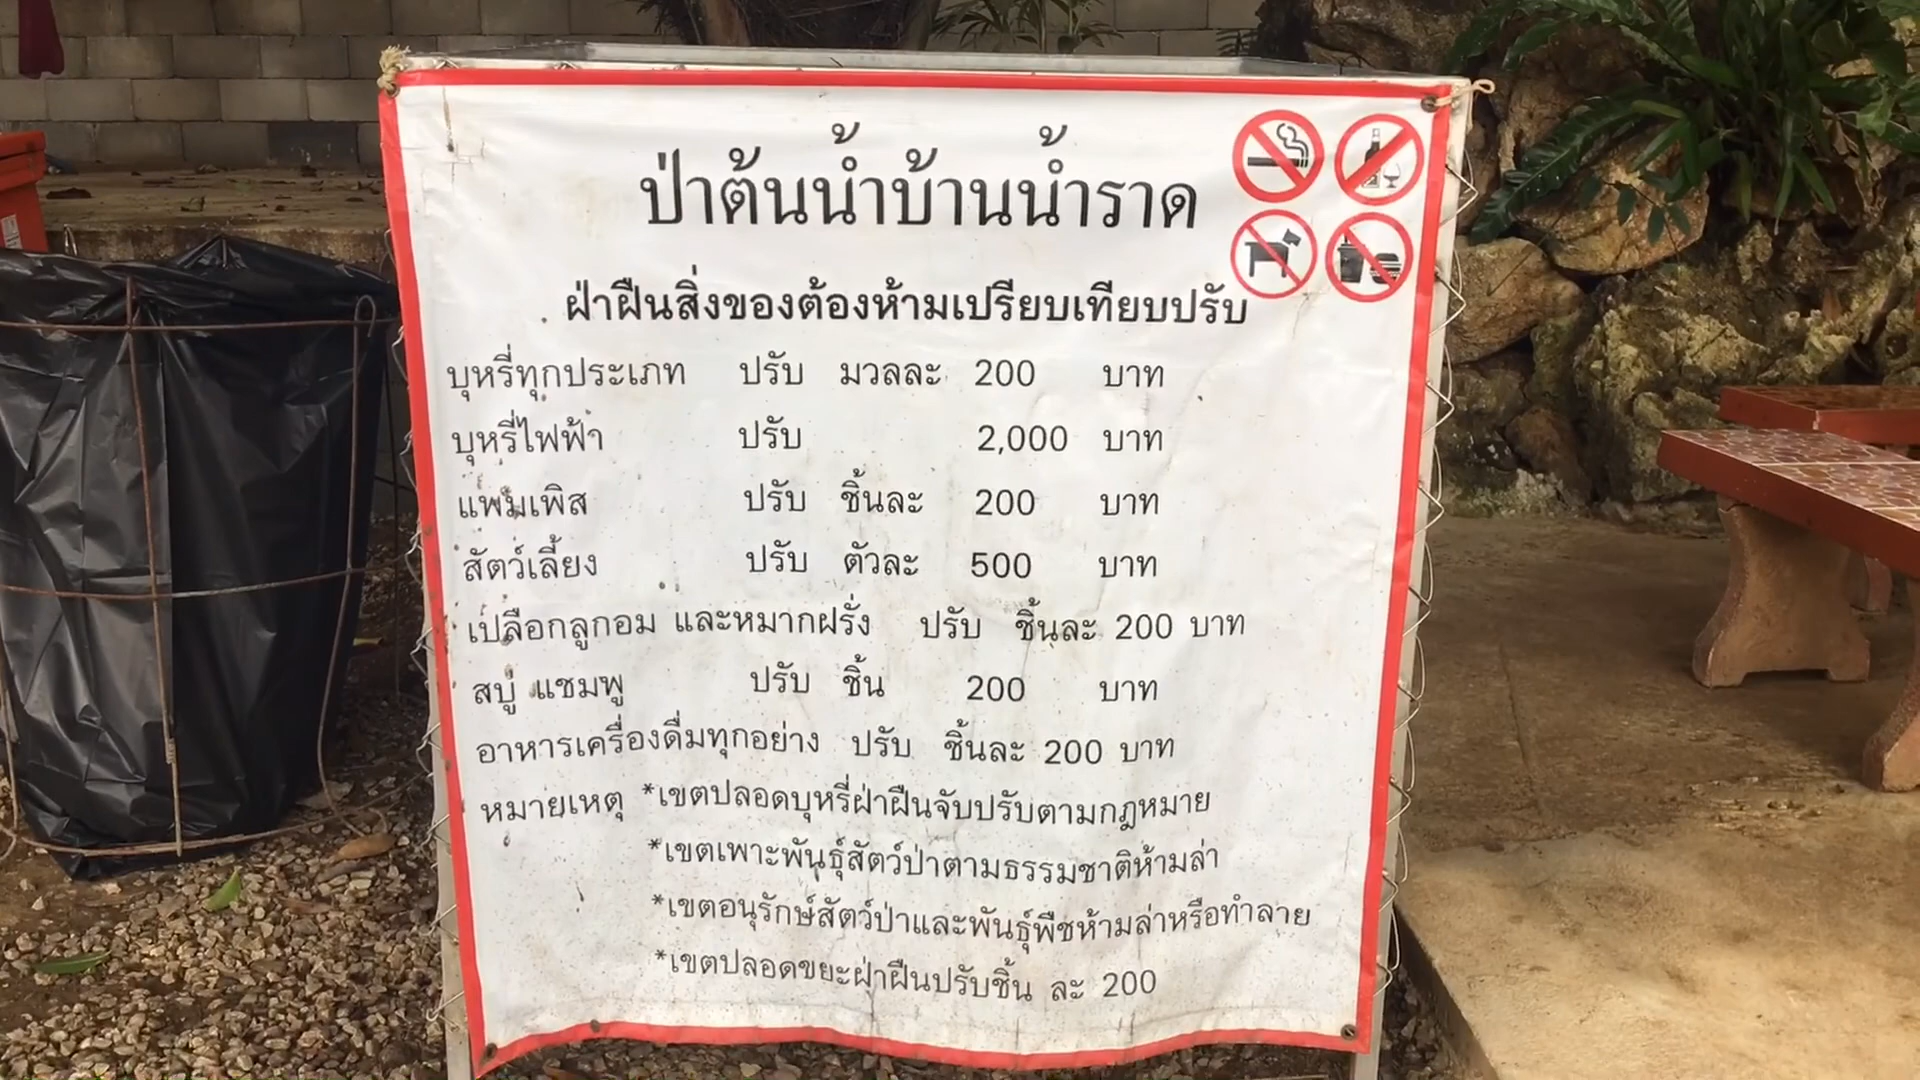 ป่าต้นน้ำบ้านน้ำราด
ฝ่าฝืนสิ่งของต้องห้ามเปรียบเทียบปรับ
บุหรี่ทุกประเภท ปรับ มวลละ 200 บาท
บุหรี่ไฟฟ้า ปรับ 2,000 บาท
แพมเพิส ปรับ ชิ้นละ 200 บาท
สัตว์เลี้ยง ปรับ ตัวละ 500 บาท
เปลือกลูกอม และหมากฝรั่ง ปรับ ชิ้นละ 200 บาท
สบู่ แชมพู ปรับ ชิ้น 200 บาท
อาหารเครื่องดื่มทุกอย่าง ปรับ ชิ้นละ 200 บาท
หมายเหตุ *เขตปลอดบุหรี่ฝ่าฝืนจับปรับตามกฎหมาย
*เขตเพาะพันธุ์สัตว์ป่าตามธรรมชาติห้ามล่า
*เขตอนุรักษ์สัตว์ป่าและพันธุ์พืชห้ามล่าหรือทำลาย
*เขตปลอดขยะฝ่าฝืนปรับชิ้น ละ 200